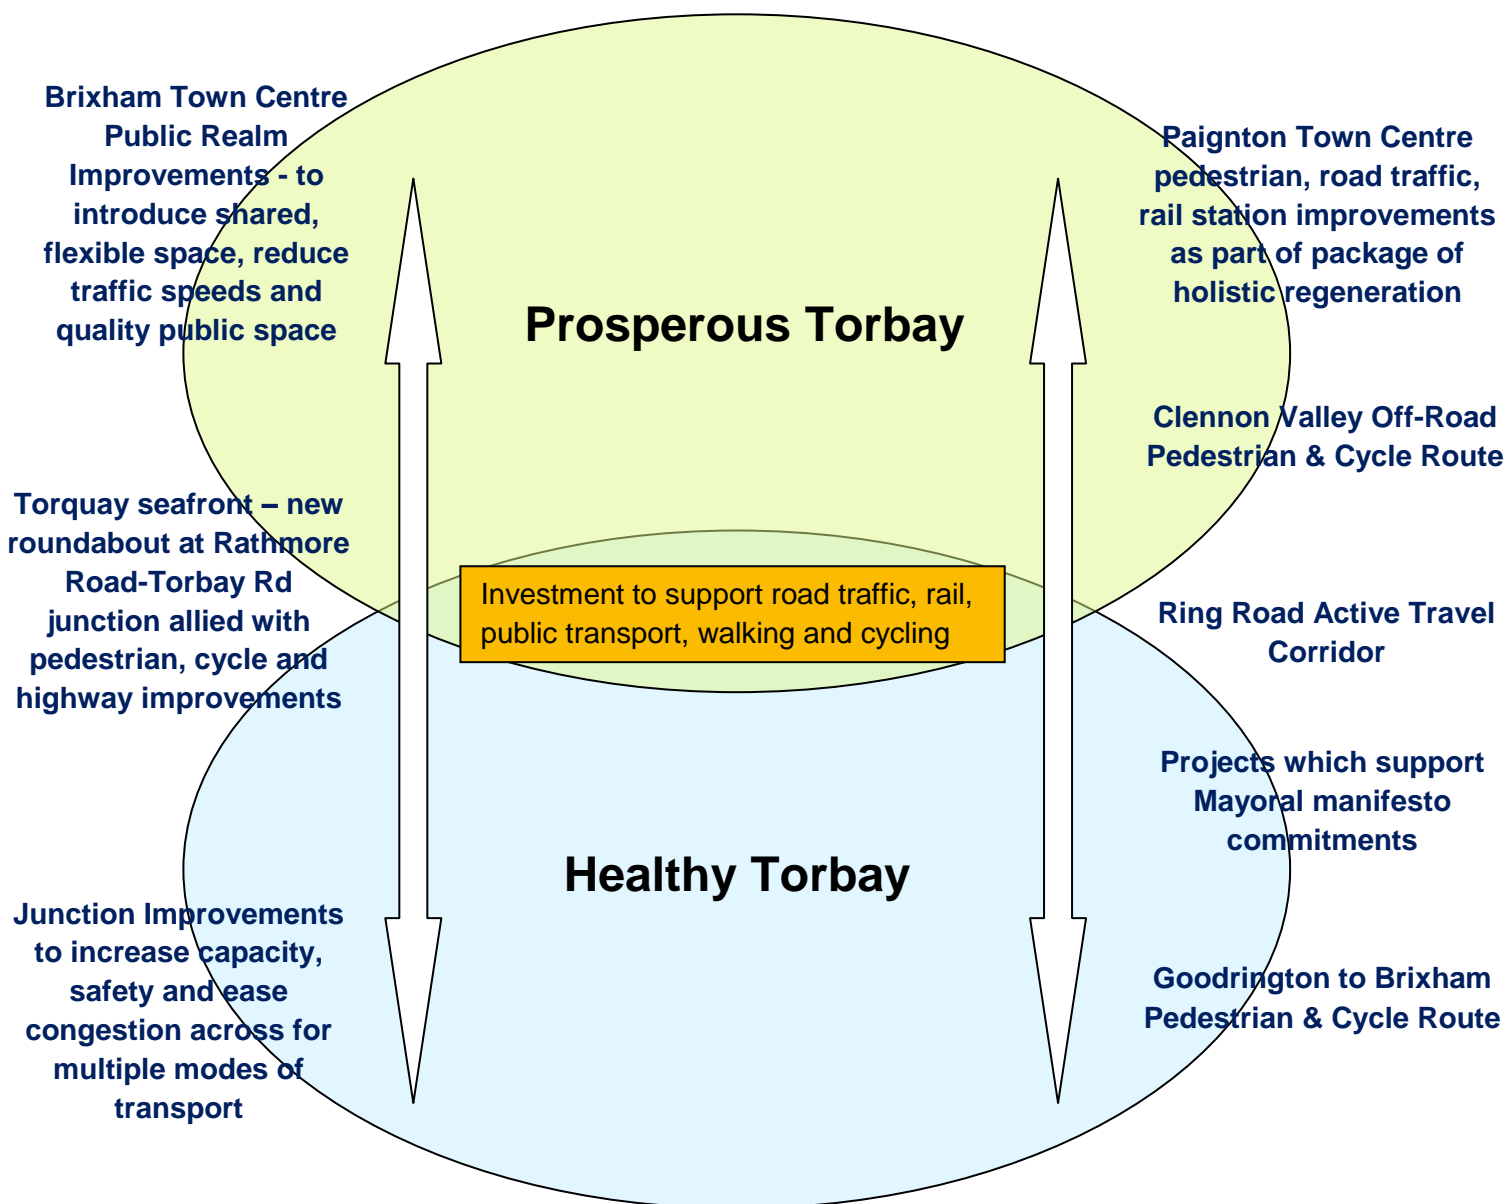 Brixham Town Centre
Public Realm
Improvements - to
introduce shared,
flexible space, reduce
traffic speeds and
quality public space
Paignton Town Centre
pedestrian, road traffic,
rail station improvements
as part of package of
holistic regeneration
Prosperous Torbay
Clennon Valley Off-Road
Pedestrian & Cycle Route
Torquay seafront – new
roundabout at Rathmore
Road-Torbay Rd
junction allied with
pedestrian, cycle and
highway improvements
Investment to support road traffic, rail,
public transport, walking and cycling
Ring Road Active Travel
Corridor
Projects which support
Mayoral manifesto
commitments
Healthy Torbay
Junction Improvements
to increase capacity,
safety and ease
congestion across for
multiple modes of
transport
Goodrington to Brixham
Pedestrian & Cycle Route